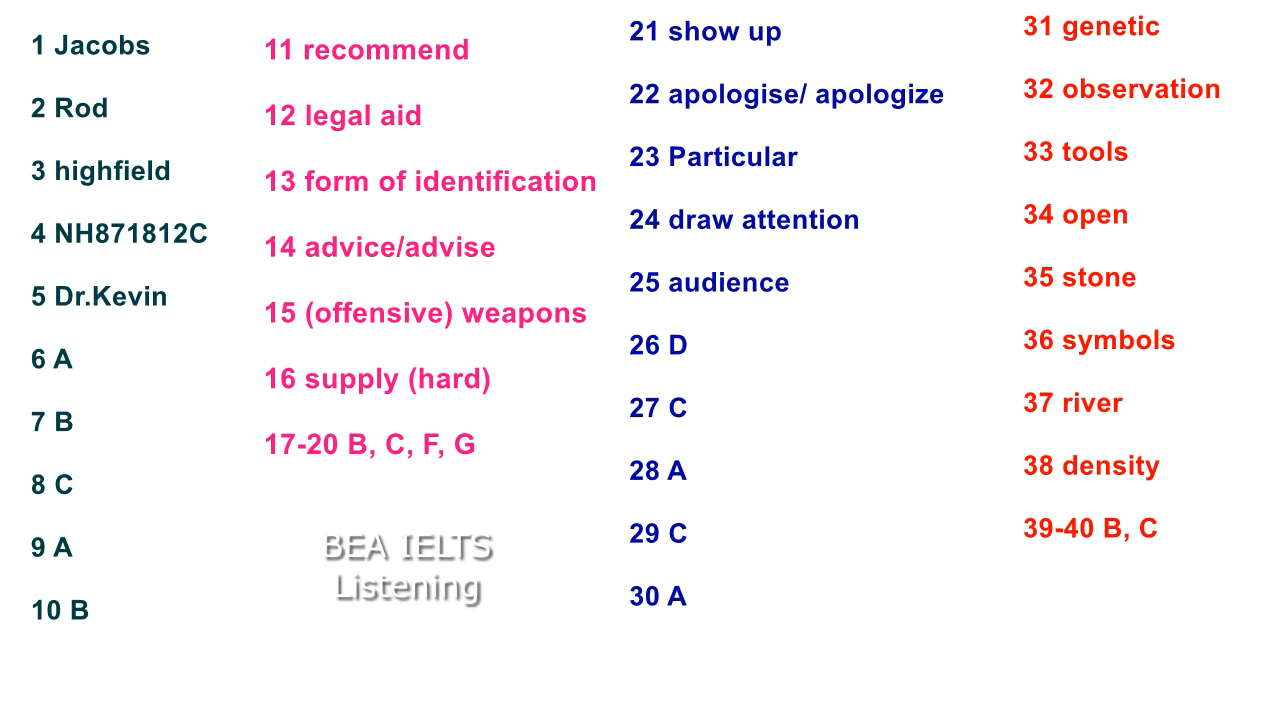 1 Jacobs
2 Rod
3 highfield
4 NH871812C
5 Dr.Kevin
6 A
7 B
8 C
9 A
10 B
11 recommend
12 legal aid
13 form of identification
14 advice/advise
15 (offensive) weapons
16 supply (hard)
17-20 B, C, F, G
BEA IELTS
Listening
21 show up
22 apologise/ apologize
23 Particular
24 draw attention
25 audience
26 D
27 C
28 A
29 C
30 A
31 genetic
32 observation
33 tools
34 open
35 stone
36 symbols
37 river
38 density
39-40 B, C